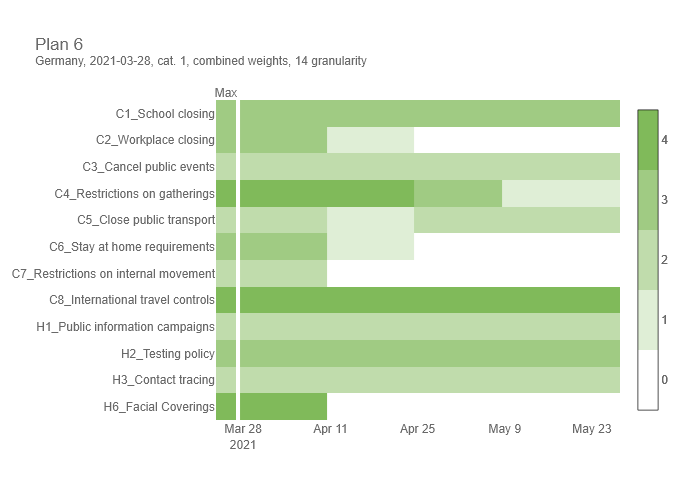 Plan 6
Germany, 2021-03-28, cat. 1, combined weights, 14 granularity
Max
C1_School closing
C2_Workplace closing
C3_Cancel public events
C4_Restrictions on gatherings
C5_Close public transport
C6_Stay at home requirements
C7_Restrictions on internal movement
C8_International travel controls
H1_Public information campaigns
H2_Testing policy
H3_Contact tracing
H6_Facial Coverings
Mar 28 Apr 11 Apr 25 May 9 May 23
2021
4
3
2
1
0